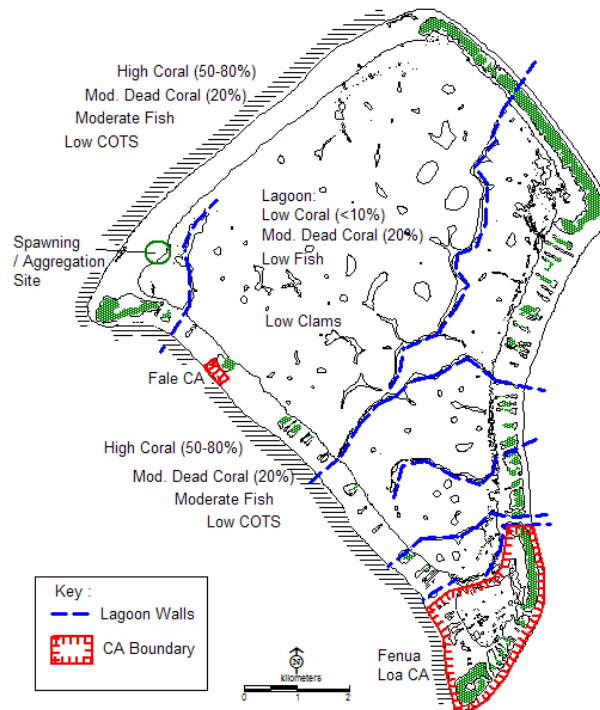 High Coral (50-80%)
Mod. Dead Coral (20%)
Moderate Fish
Low COTS
Lagoon:
Low Coral (<10%)
Mod. Dead Coral (20%)
Low Fish
Spawning
/ Aggregation
Site
Low Clams
Fale CA
High Coral (50-80%)
Mod. Dead Coral (20%)
Moderate Fish
Low COTS
Key :
Lagoon Walls
CA Boundary
N
kilometers
0 1 2
Fenua
Loa CA